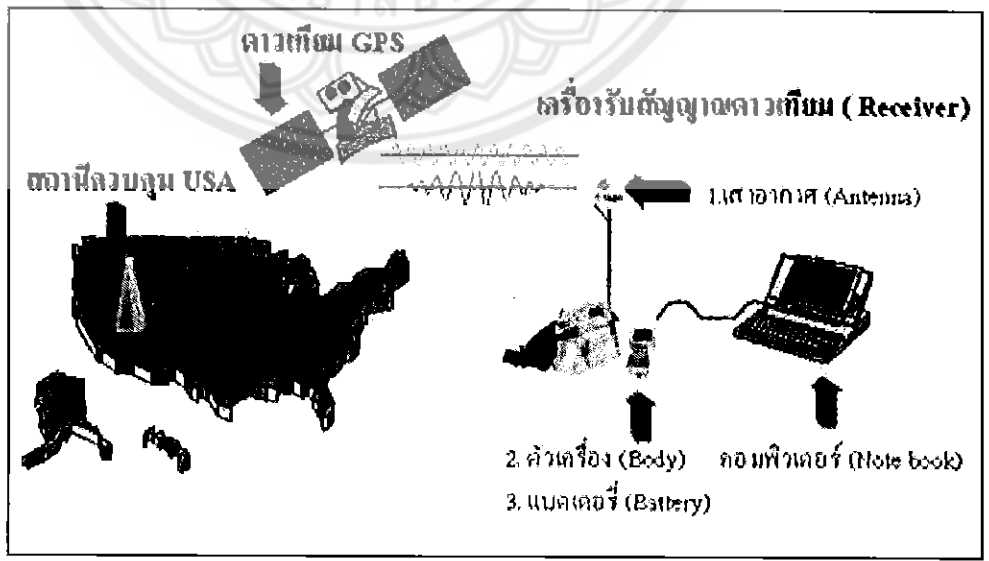 ดาวเทียม GPS
เครื่องรับสัญญาณดาวเทียม ( Receiver)
สถานีควบคุม USA
1.เสาอากาศ (Antenna)
2. ตัวเครื่อง (Body)
คอมพิวเตอร์ (Note book)
3. แบตเตอรี่ (Battery)